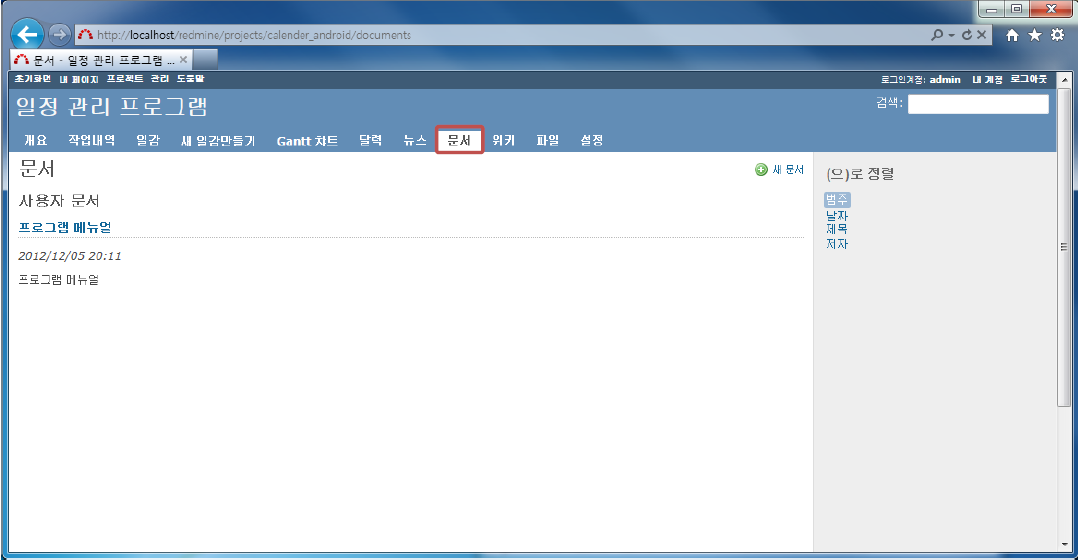 http://localhost/redmine/projects/calender_android/documents
문서 - 일정 관리 프로그램 ...
초기화면 내 페이지 프로젝트 관리 도움말
로그인계정: admin 내 계정 로그아웃
일정 관리 프로그램
검색:
개요 작업내역 일감 새 일감만들기 Gantt 차트 달력 뉴스 문서 위키 파일 설정
문서
새 문서
사용자 문서
프로그램 메뉴얼
2012/12/05 20:11
프로그램 메뉴얼
(으)로 정렬
범주
날자
제목
저자